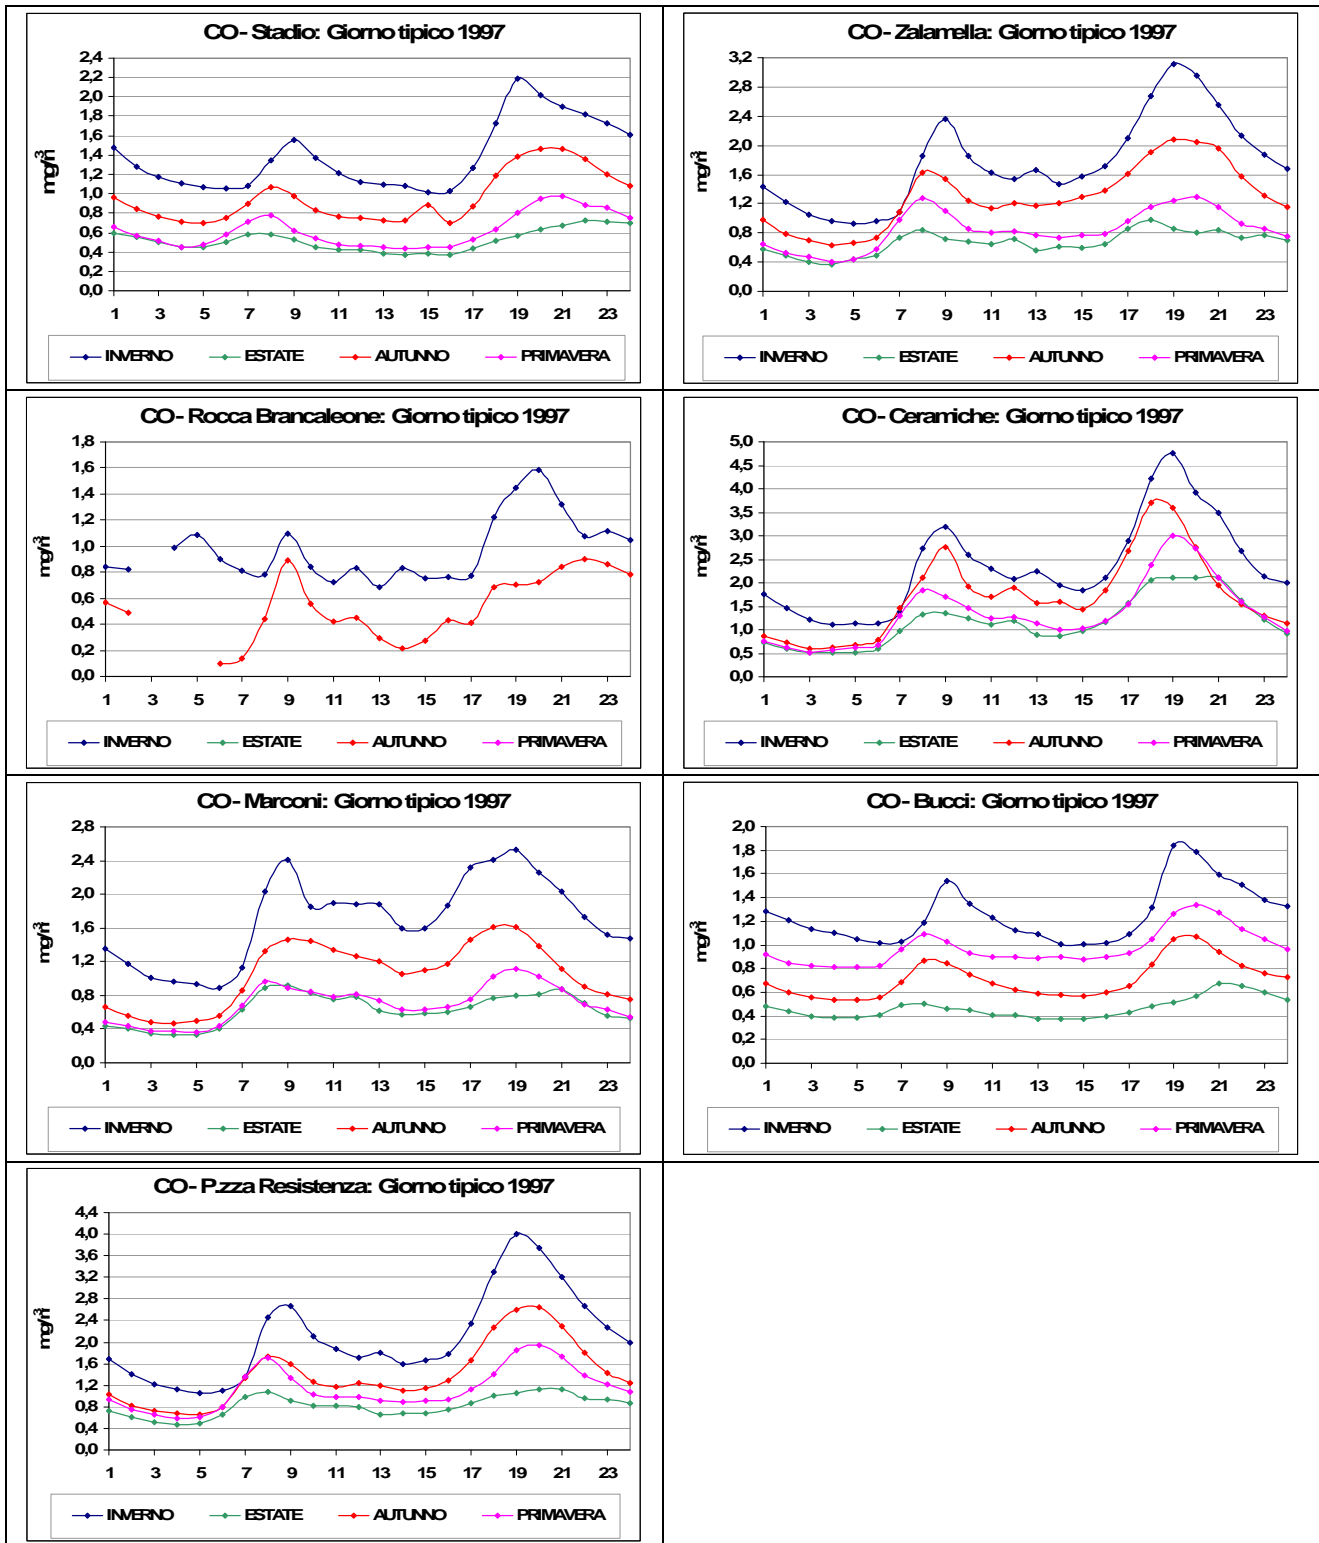 CO - Stadio: Giorno tipico 1997
mg/m³
2,4
2,2
2,0
1,8
1,6
1,4
1,2
1,0
0,8
0,6
0,4
0,2
0,0
1 3 5 7 9 11 13 15 17 19 21 23
INVERNO ESTATE AUTUNNO PRIMAVERA
CO - Zalamella: Giorno tipico 1997
mg/m³
3,2
2,8
2,4
2,0
1,6
1,2
0,8
0,4
0,0
1 3 5 7 9 11 13 15 17 19 21 23
INVERNO ESTATE AUTUNNO PRIMAVERA
CO - Rocca Brancaleone: Giorno tipico 1997
mg/m³
1,8
1,6
1,4
1,2
1,0
0,8
0,6
0,4
0,2
0,0
1 3 5 7 9 11 13 15 17 19 21 23
INVERNO ESTATE AUTUNNO PRIMAVERA
CO - Ceramiche: Giorno tipico 1997
mg/m³
5,0
4,5
4,0
3,5
3,0
2,5
2,0
1,5
1,0
0,5
0,0
1 3 5 7 9 11 13 15 17 19 21 23
INVERNO ESTATE AUTUNNO PRIMAVERA
CO - Marconi: Giorno tipico 1997
mg/m³
2,8
2,4
2,0
1,6
1,2
0,8
0,4
0,0
1 3 5 7 9 11 13 15 17 19 21 23
INVERNO ESTATE AUTUNNO PRIMAVERA
CO - Bucci: Giorno tipico 1997
mg/m³
2,0
1,8
1,6
1,4
1,2
1,0
0,8
0,6
0,4
0,2
0,0
1 3 5 7 9 11 13 15 17 19 21 23
INVERNO ESTATE AUTUNNO PRIMAVERA
CO - P.zza Resistenza: Giorno tipico 1997
mg/m³
4,4
4,0
3,6
3,2
2,8
2,4
2,0
1,6
1,2
0,8
0,4
0,0
1 3 5 7 9 11 13 15 17 19 21 23
INVERNO ESTATE AUTUNNO PRIMAVERA